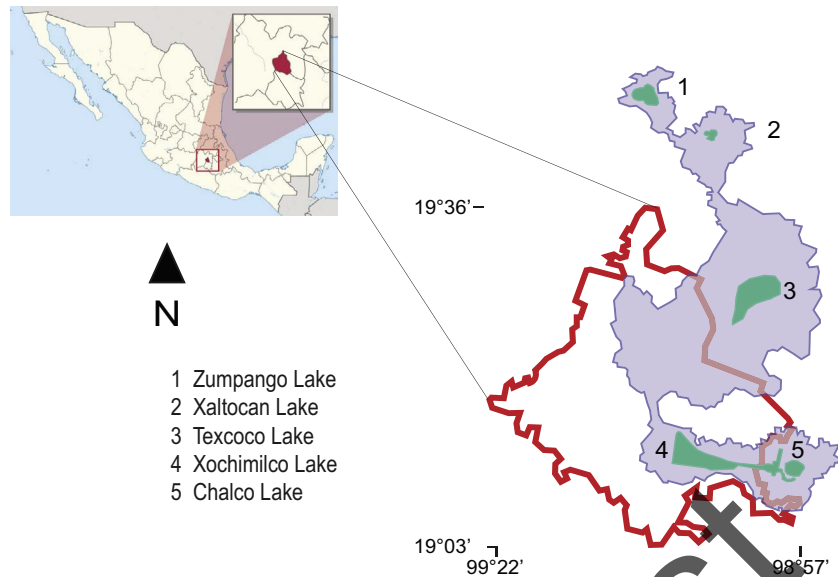 1
2
19°36'
3
N
1 Zumpango Lake
2 Xaltocan Lake
3 Texcoco Lake
4 Xochimilco Lake
5 Chalco Lake
4
5
19°03'
99°22'
98°57'